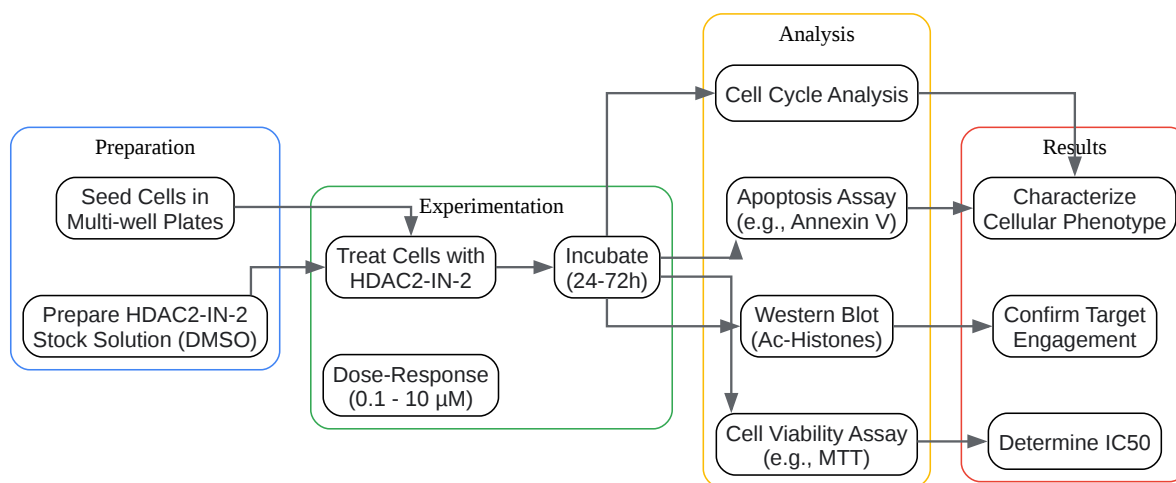 Preparation
Seed Cells in
Multi-well Plates
Prepare HDAC2-IN-2
Stock Solution (DMSO)
Experimentation
Treat Cells with
HDAC2-IN-2
Incubate
(24-72h)
Dose-Response
(0.1 - 10 µM)
Analysis
Cell Cycle Analysis
Apoptosis Assay
(e.g., Annexin V)
Western Blot
(Ac-Histones)
Cell Viability Assay
(e.g., MTT)
Results
Characterize
Cellular Phenotype
Confirm Target
Engagement
Determine IC50